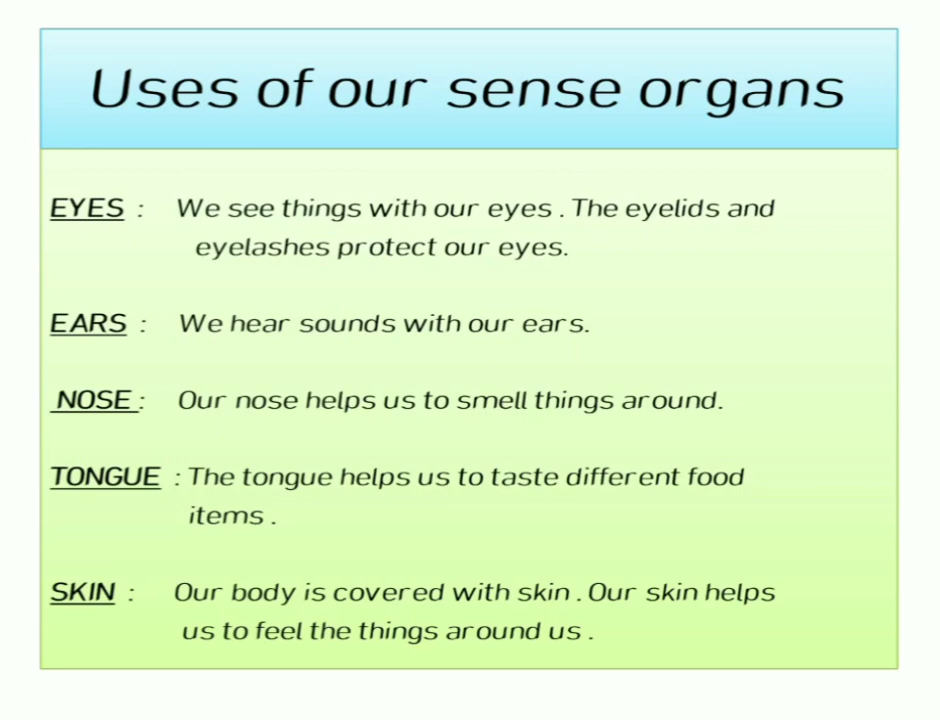 Uses of our sense organs
EYES : We see things with our eyes . The eyelids and
eyelashes protect our eyes.
EARS : We hear sounds with our ears.
NOSE : Our nose helps us to smell things around.
TONGUE : The tongue helps us to taste different food
items .
SKIN : Our body is covered with skin . Our skin helps
us to feel the things around us .